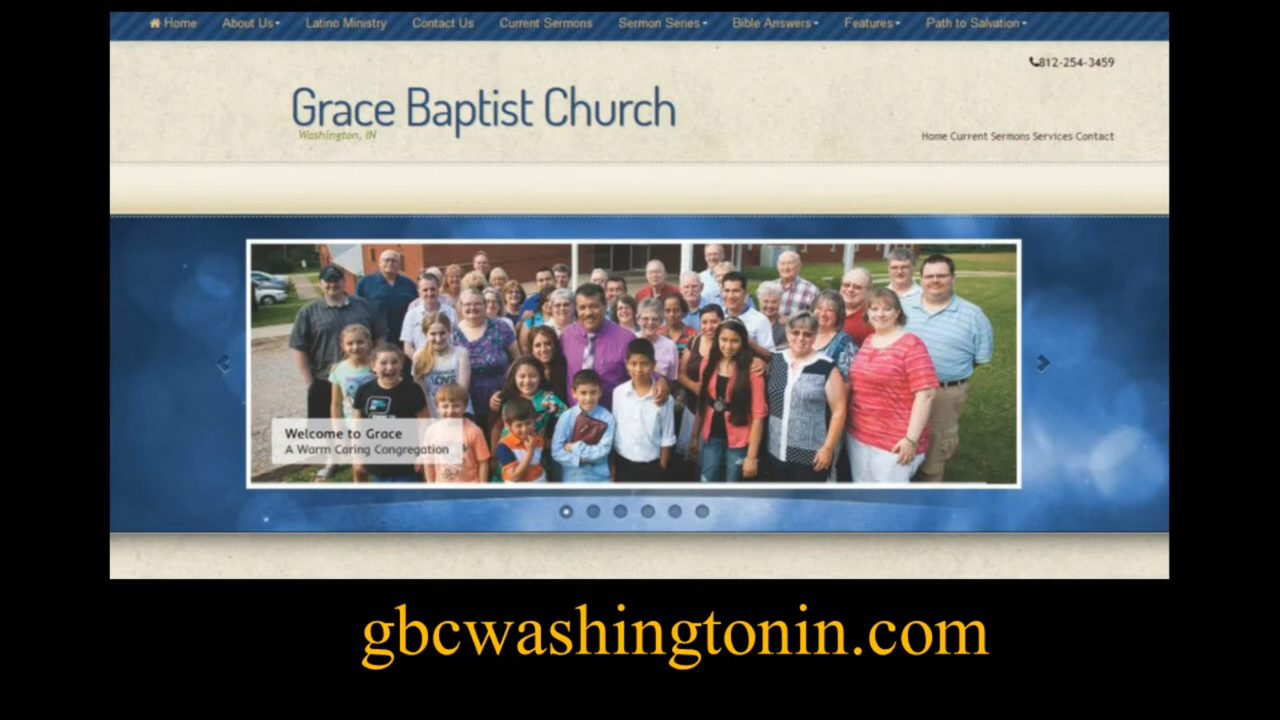 Home About Us Latino Ministry Contact Us Current Sermons Sermon Series Bible Answers Features Path to Salvation
812-254-3459
Grace Baptist Church
Washington, IN
Home Current Sermons Services Contact
LOVE
Welcome to Grace
A Warm Caring Congregation
gbcwashingtonin.com